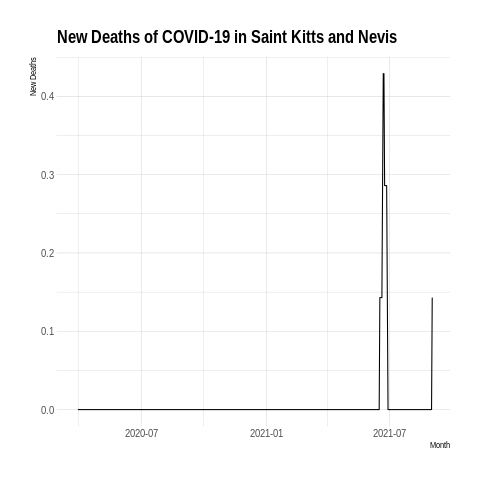 New Deaths of COVID-19 in Saint Kitts and Nevis
New Deaths
0.4
0.3
0.2
0.1
0.0
2020-07
2021-01
2021-07
Month